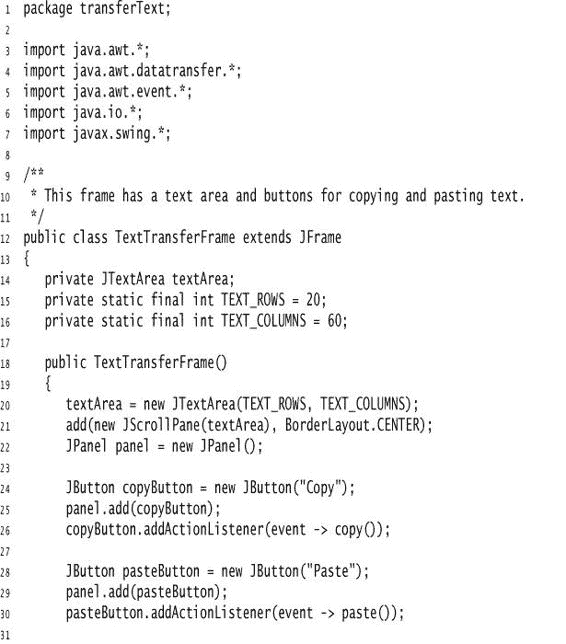 1 package transferText;
2
3 import java.awt.*;
4 import java.awt.datatransfer.*;
5 import java.awt.event.*;
6 import java.io.*;
7 import javax.swing.*;
8
9 /**
10  * This frame has a text area and buttons for copying and pasting text.
11  */
12 public class TextTransferFrame extends JFrame
13 {
14    private JTextArea textArea;
15    private static final int TEXT_ROWS = 20;
16    private static final int TEXT_COLUMNS = 60;
17
18    public TextTransferFrame()
19    {
20       textArea = new JTextArea(TEXT_ROWS, TEXT_COLUMNS);
21       add(new JScrollPane(textArea), BorderLayout.CENTER);
22       JPanel panel = new JPanel();
23
24       JButton copyButton = new JButton("Copy");
25       panel.add(copyButton);
26       copyButton.addActionListener(event -> copy());
27
28       JButton pasteButton = new JButton("Paste");
29       panel.add(pasteButton);
30       pasteButton.addActionListener(event -> paste());
31